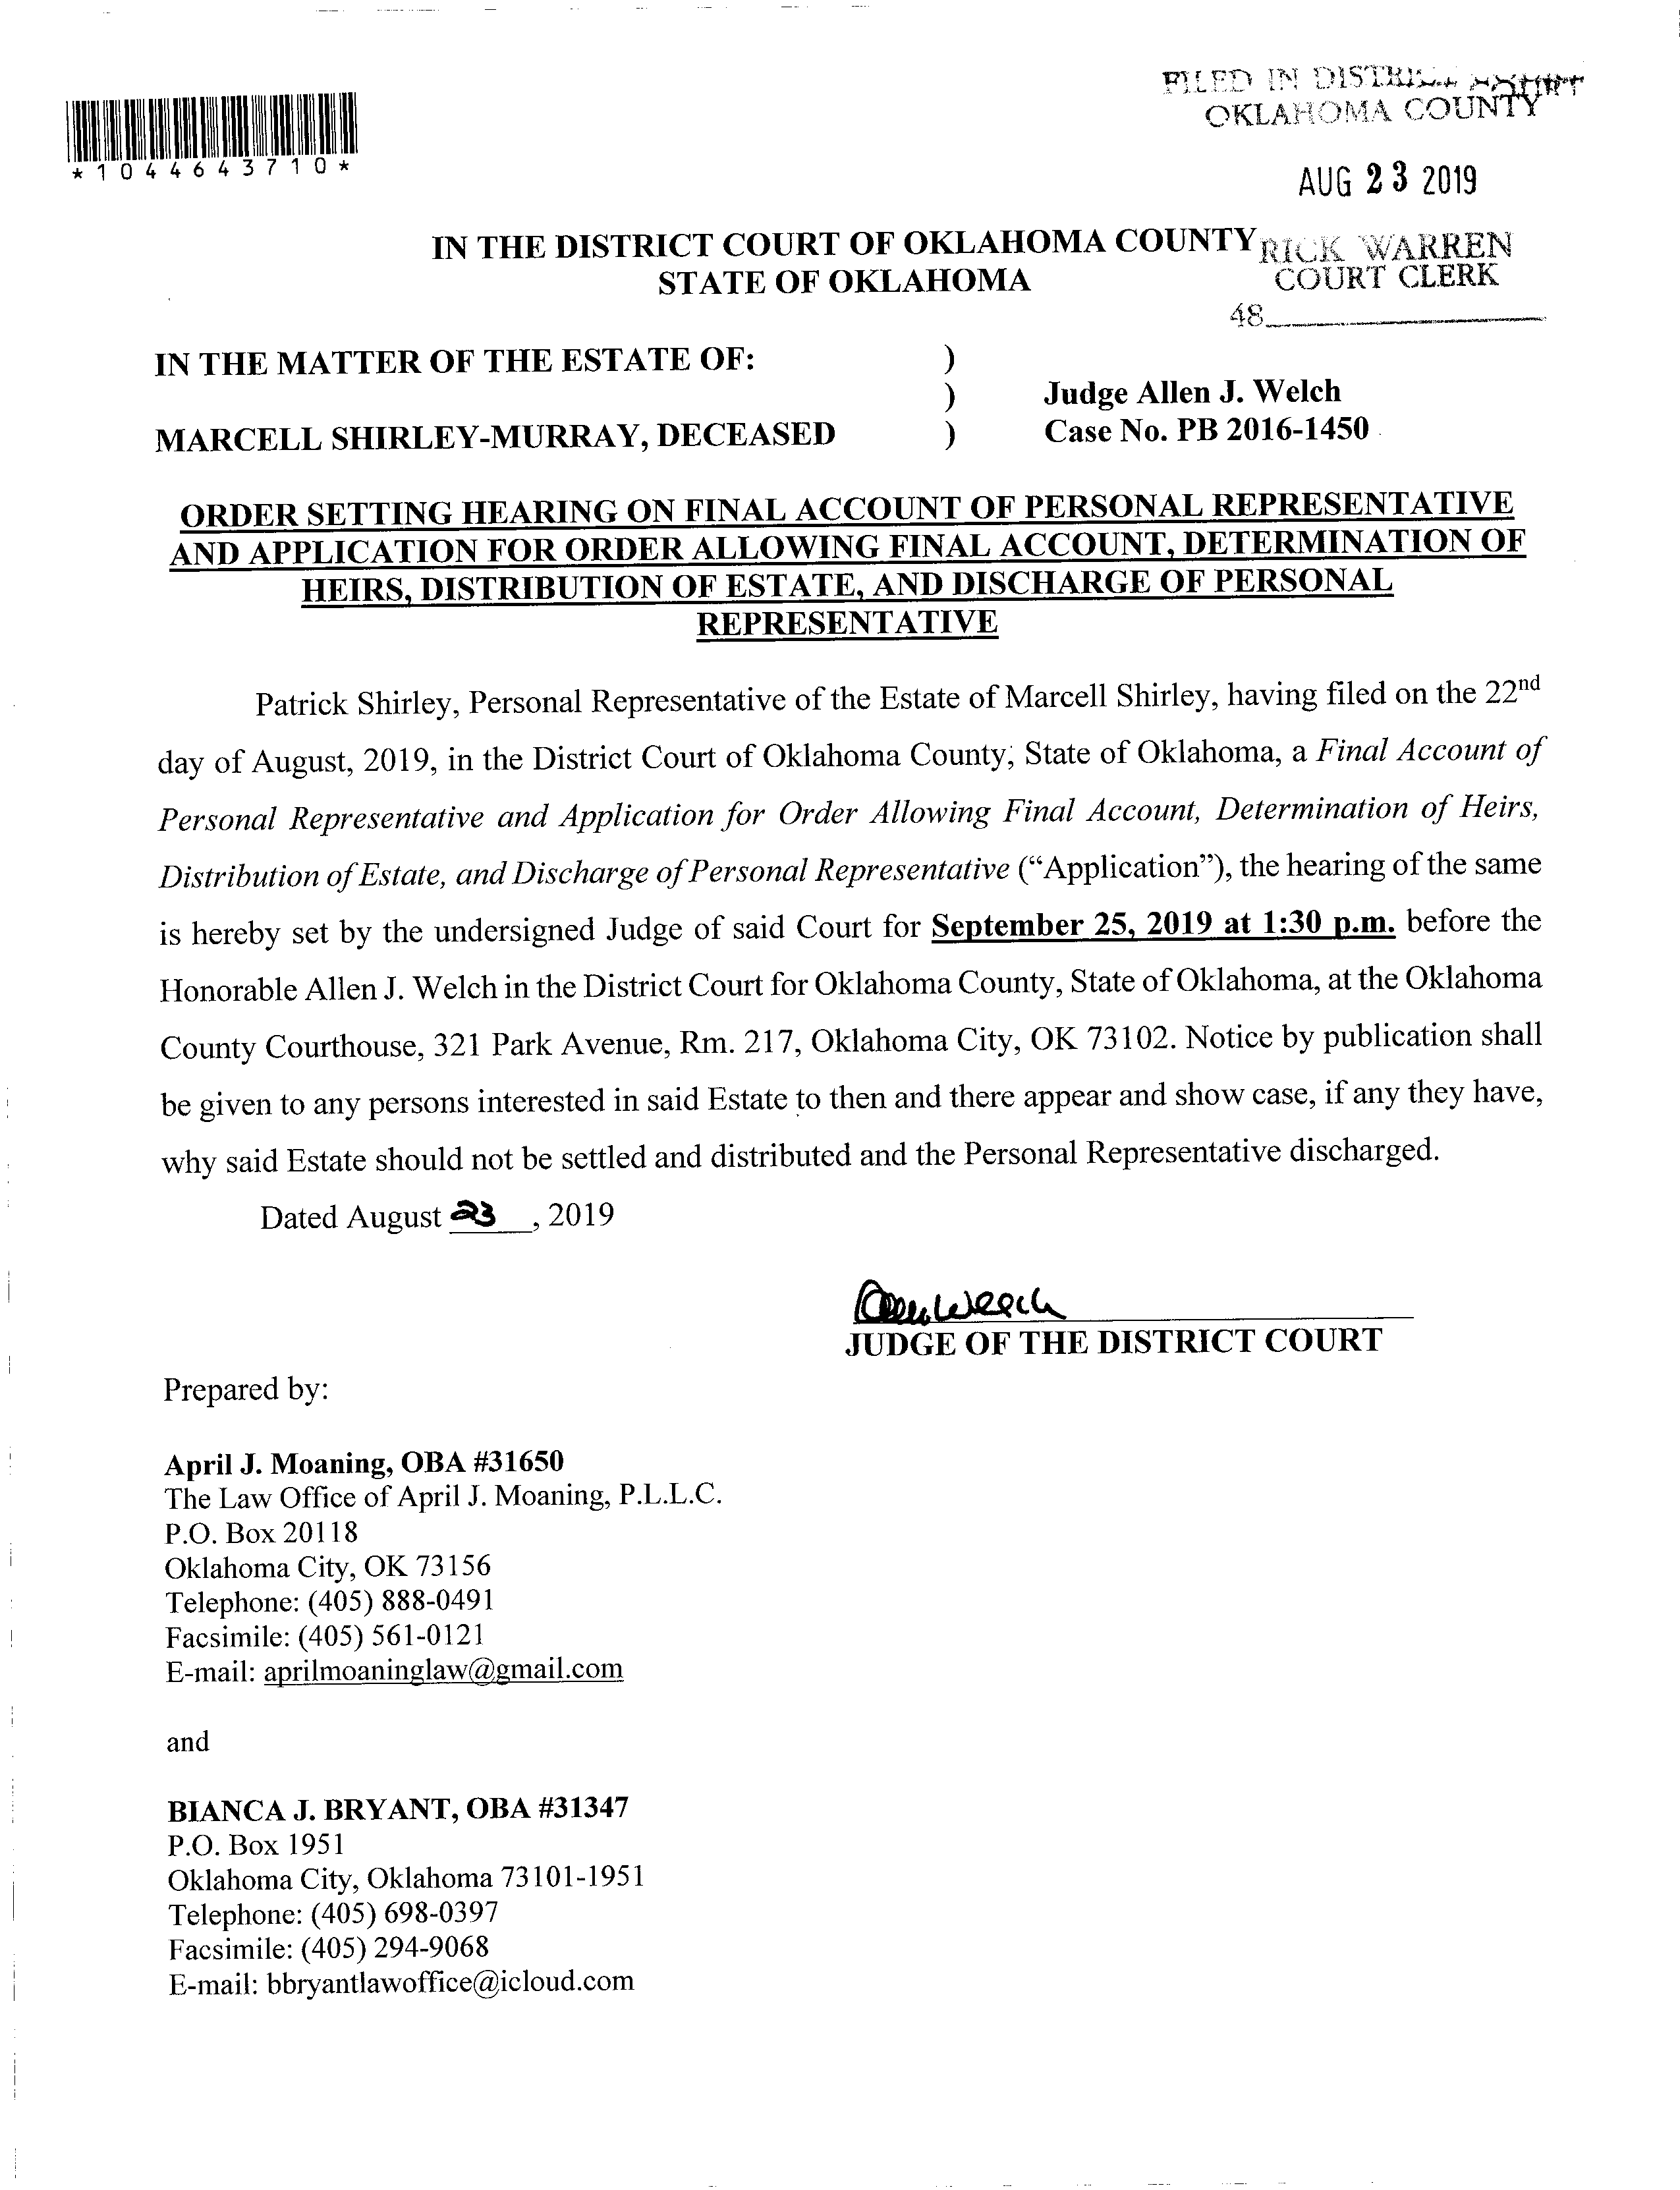 FILED IN DISTRICT COURT
OKLAHOMA COUNTY
*1044643710*
AUG 23 2019
IN THE DISTRICT COURT OF OKLAHOMA COUNTY
STATE OF OKLAHOMA
RICK WARREN
COURT CLERK
48
IN THE MATTER OF THE ESTATE OF: )
) Judge Allen J. Welch
MARCELL SHIRLEY-MURRAY, DECEASED ) Case No. PB 2016-1450
ORDER SETTING HEARING ON FINAL ACCOUNT OF PERSONAL REPRESENTATIVE
AND APPLICATION FOR ORDER ALLOWING FINAL ACCOUNT, DETERMINATION OF
HEIRS, DISTRIBUTION OF ESTATE, AND DISCHARGE OF PERSONAL
REPRESENTATIVE
Patrick Shirley, Personal Representative of the Estate of Marcell Shirley, having filed on the 22nd
day of August, 2019, in the District Court of Oklahoma County, State of Oklahoma, a Final Account of
Personal Representative and Application for Order Allowing Final Account, Determination of Heirs,
Distribution of Estate, and Discharge of Personal Representative (“Application”), the hearing of the same
is hereby set by the undersigned Judge of said Court for September 25, 2019 at 1:30 p.m. before the
Honorable Allen J. Welch in the District Court for Oklahoma County, State of Oklahoma, at the Oklahoma
County Courthouse, 321 Park Avenue, Rm. 217, Oklahoma City, OK 73102. Notice by publication shall
be given to any persons interested in said Estate to then and there appear and show case, if any they have,
why said Estate should not be settled and distributed and the Personal Representative discharged.
Dated August 23, 2019
Allen Welch
JUDGE OF THE DISTRICT COURT
Prepared by:
April J. Moaning, OBA #31650
The Law Office of April J. Moaning, P.L.L.C.
P.O. Box 20118
Oklahoma City, OK 73156
Telephone: (405) 888-0491
Facsimile: (405) 561-0121
E-mail: aprilmoaninglaw@gmail.com
and
BIANCA J. BRYANT, OBA #31347
P.O. Box 1951
Oklahoma City, Oklahoma 73101-1951
Telephone: (405) 698-0397
Facsimile: (405) 294-9068
E-mail: bbryantlawoffice@icloud.com